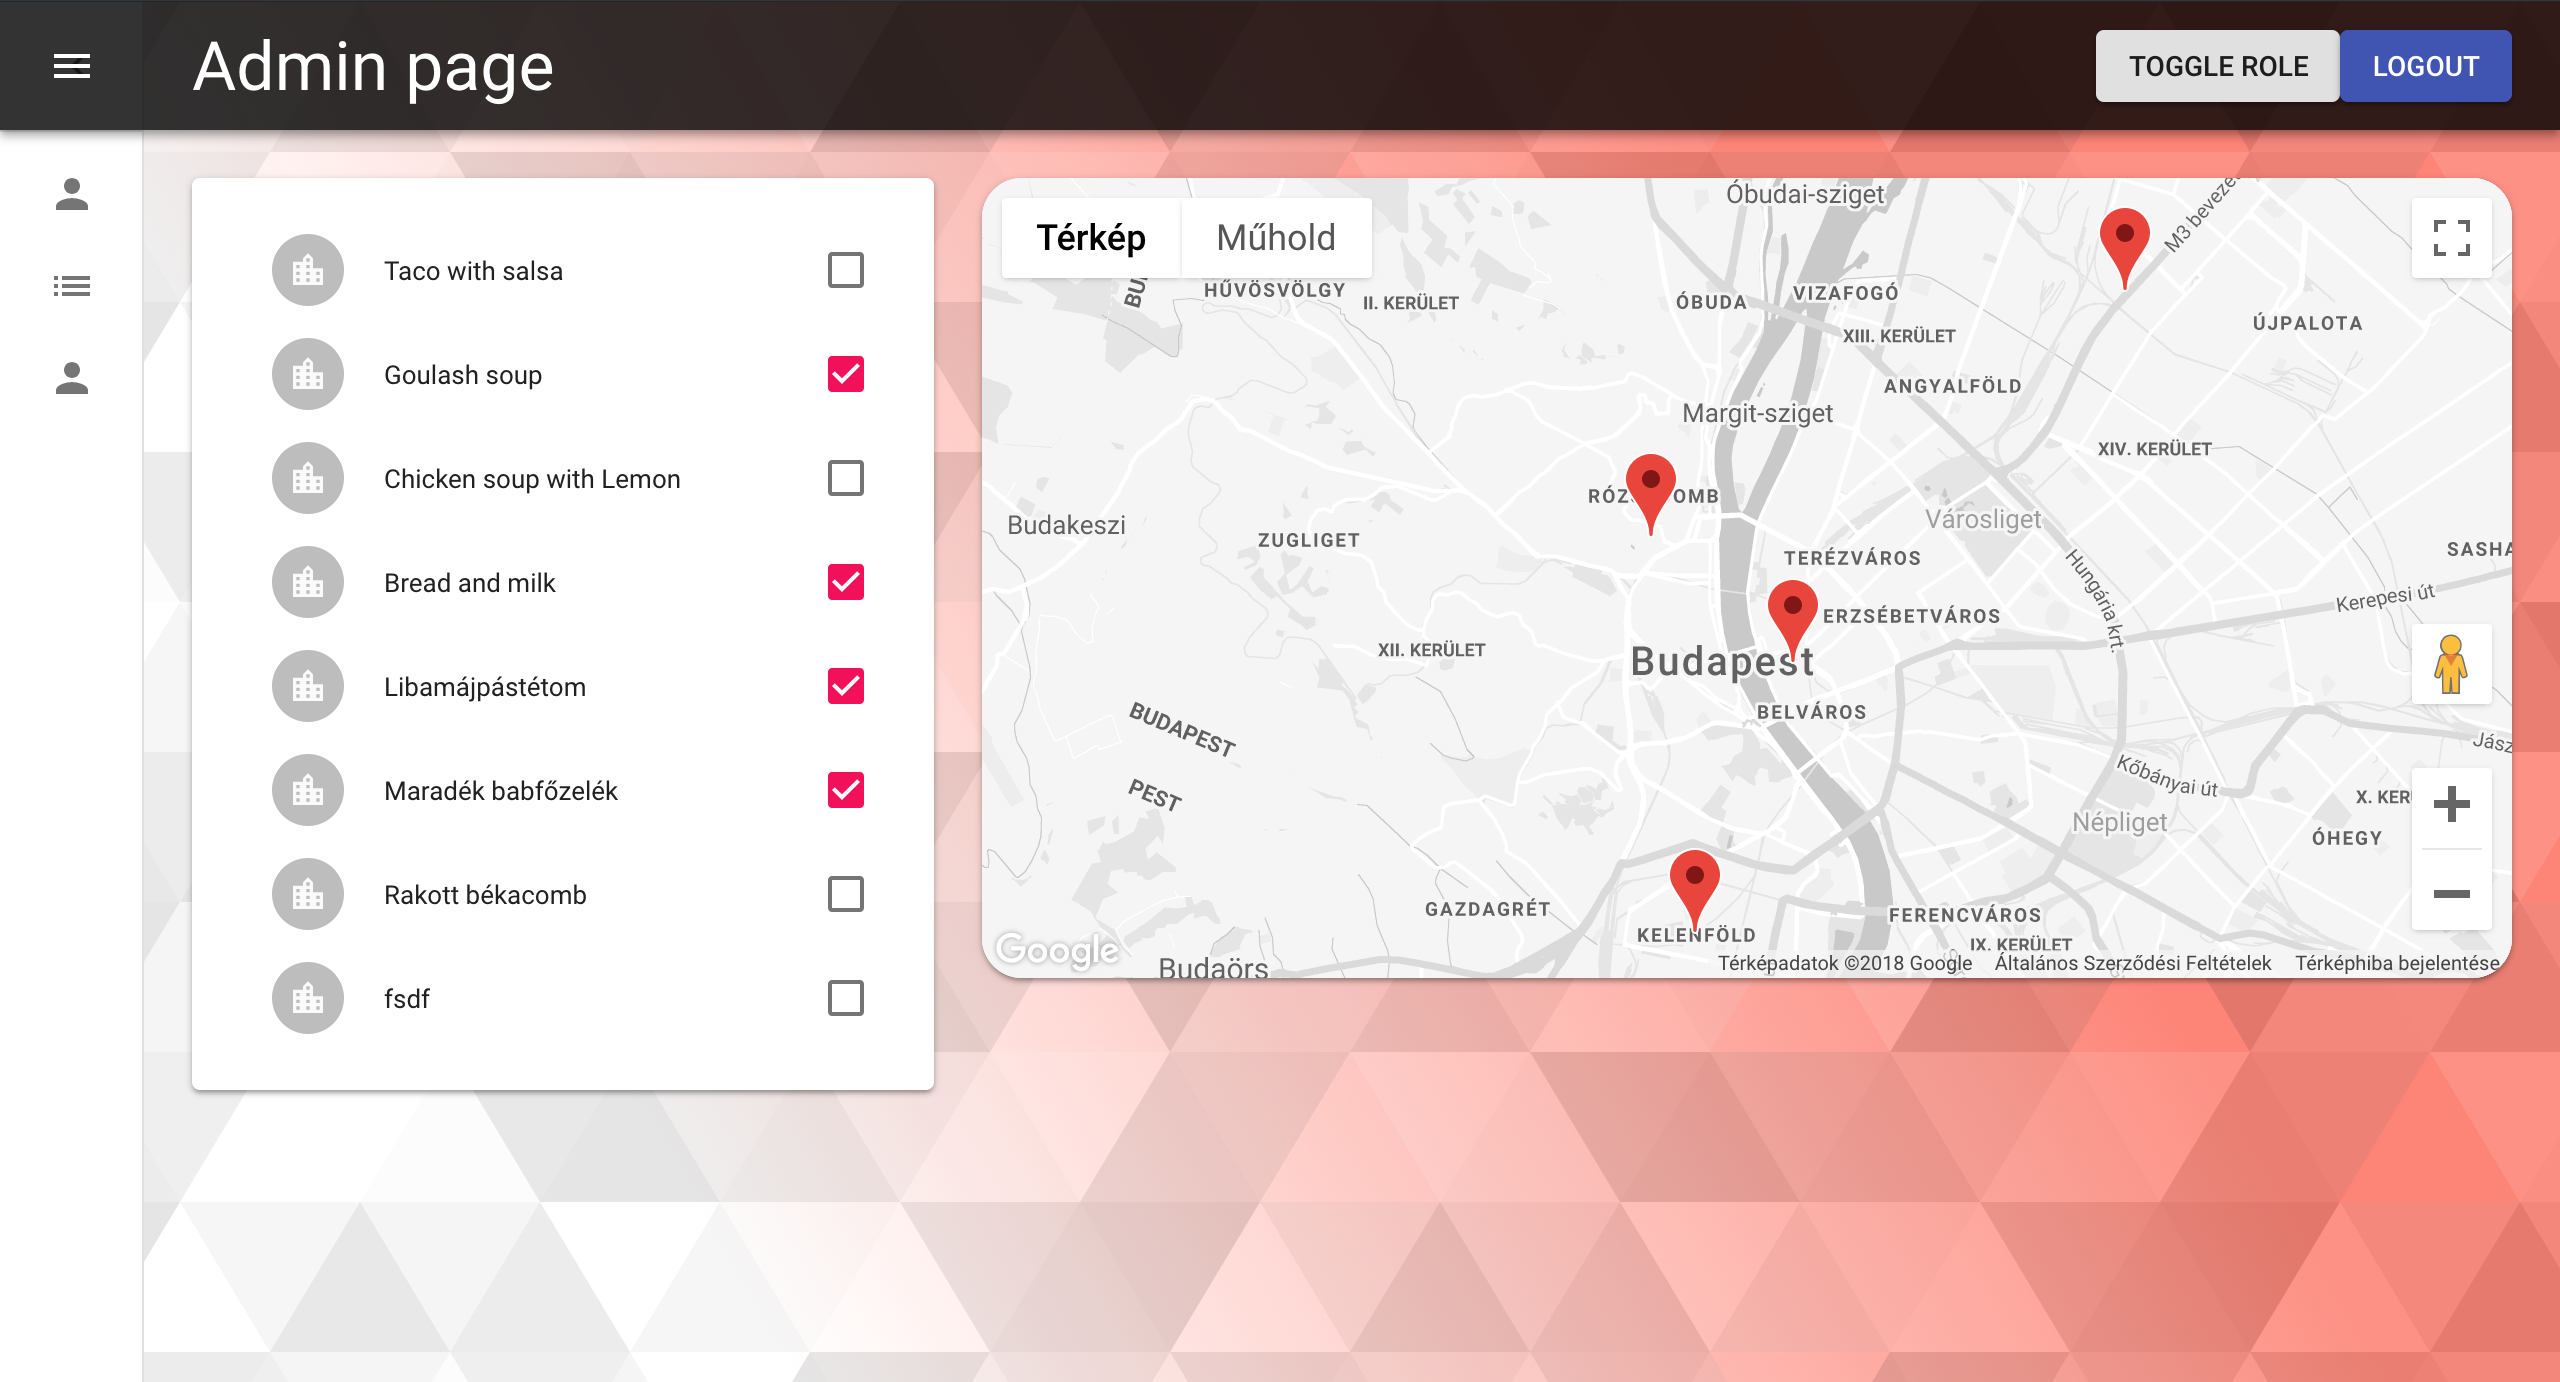 Admin page
TOGGLE ROLE
LOGOUT
Taco with salsa
Goulash soup
Chicken soup with Lemon
Bread and milk
Libamájpástétom
Maradék babfőzelék
Rakott békacomb
fsdf
Térkép
Műhold
Óbudai-sziget
M3 bevezet
HŰVÖSVÖLGY
II. KERÜLET
ÓBUDA
VIZAFOGÓ
XIII. KERÜLET
ÚJPALOTA
ANGYALFÖLD
Margit-sziget
XIV. KERÜLET
Budakeszi
ZUGLIGET
Városliget
TERÉZVÁROS
SASHA
Hungária krt.
Kerepesi út
ERZSÉBETVÁROS
XII. KERÜLET
Budapest
BELVÁROS
BUDAPEST
PEST
Jász
Kőbányai út
X. KER
Népliget
ÓHEGY
GAZDAGRÉT
KELENFÖLD
FERENCVÁROS
IX. KERÜLET
Google
Budaörs
Térképadatok ©2018 Google
Általános Szerződési Feltételek
Térképhiba bejelentése